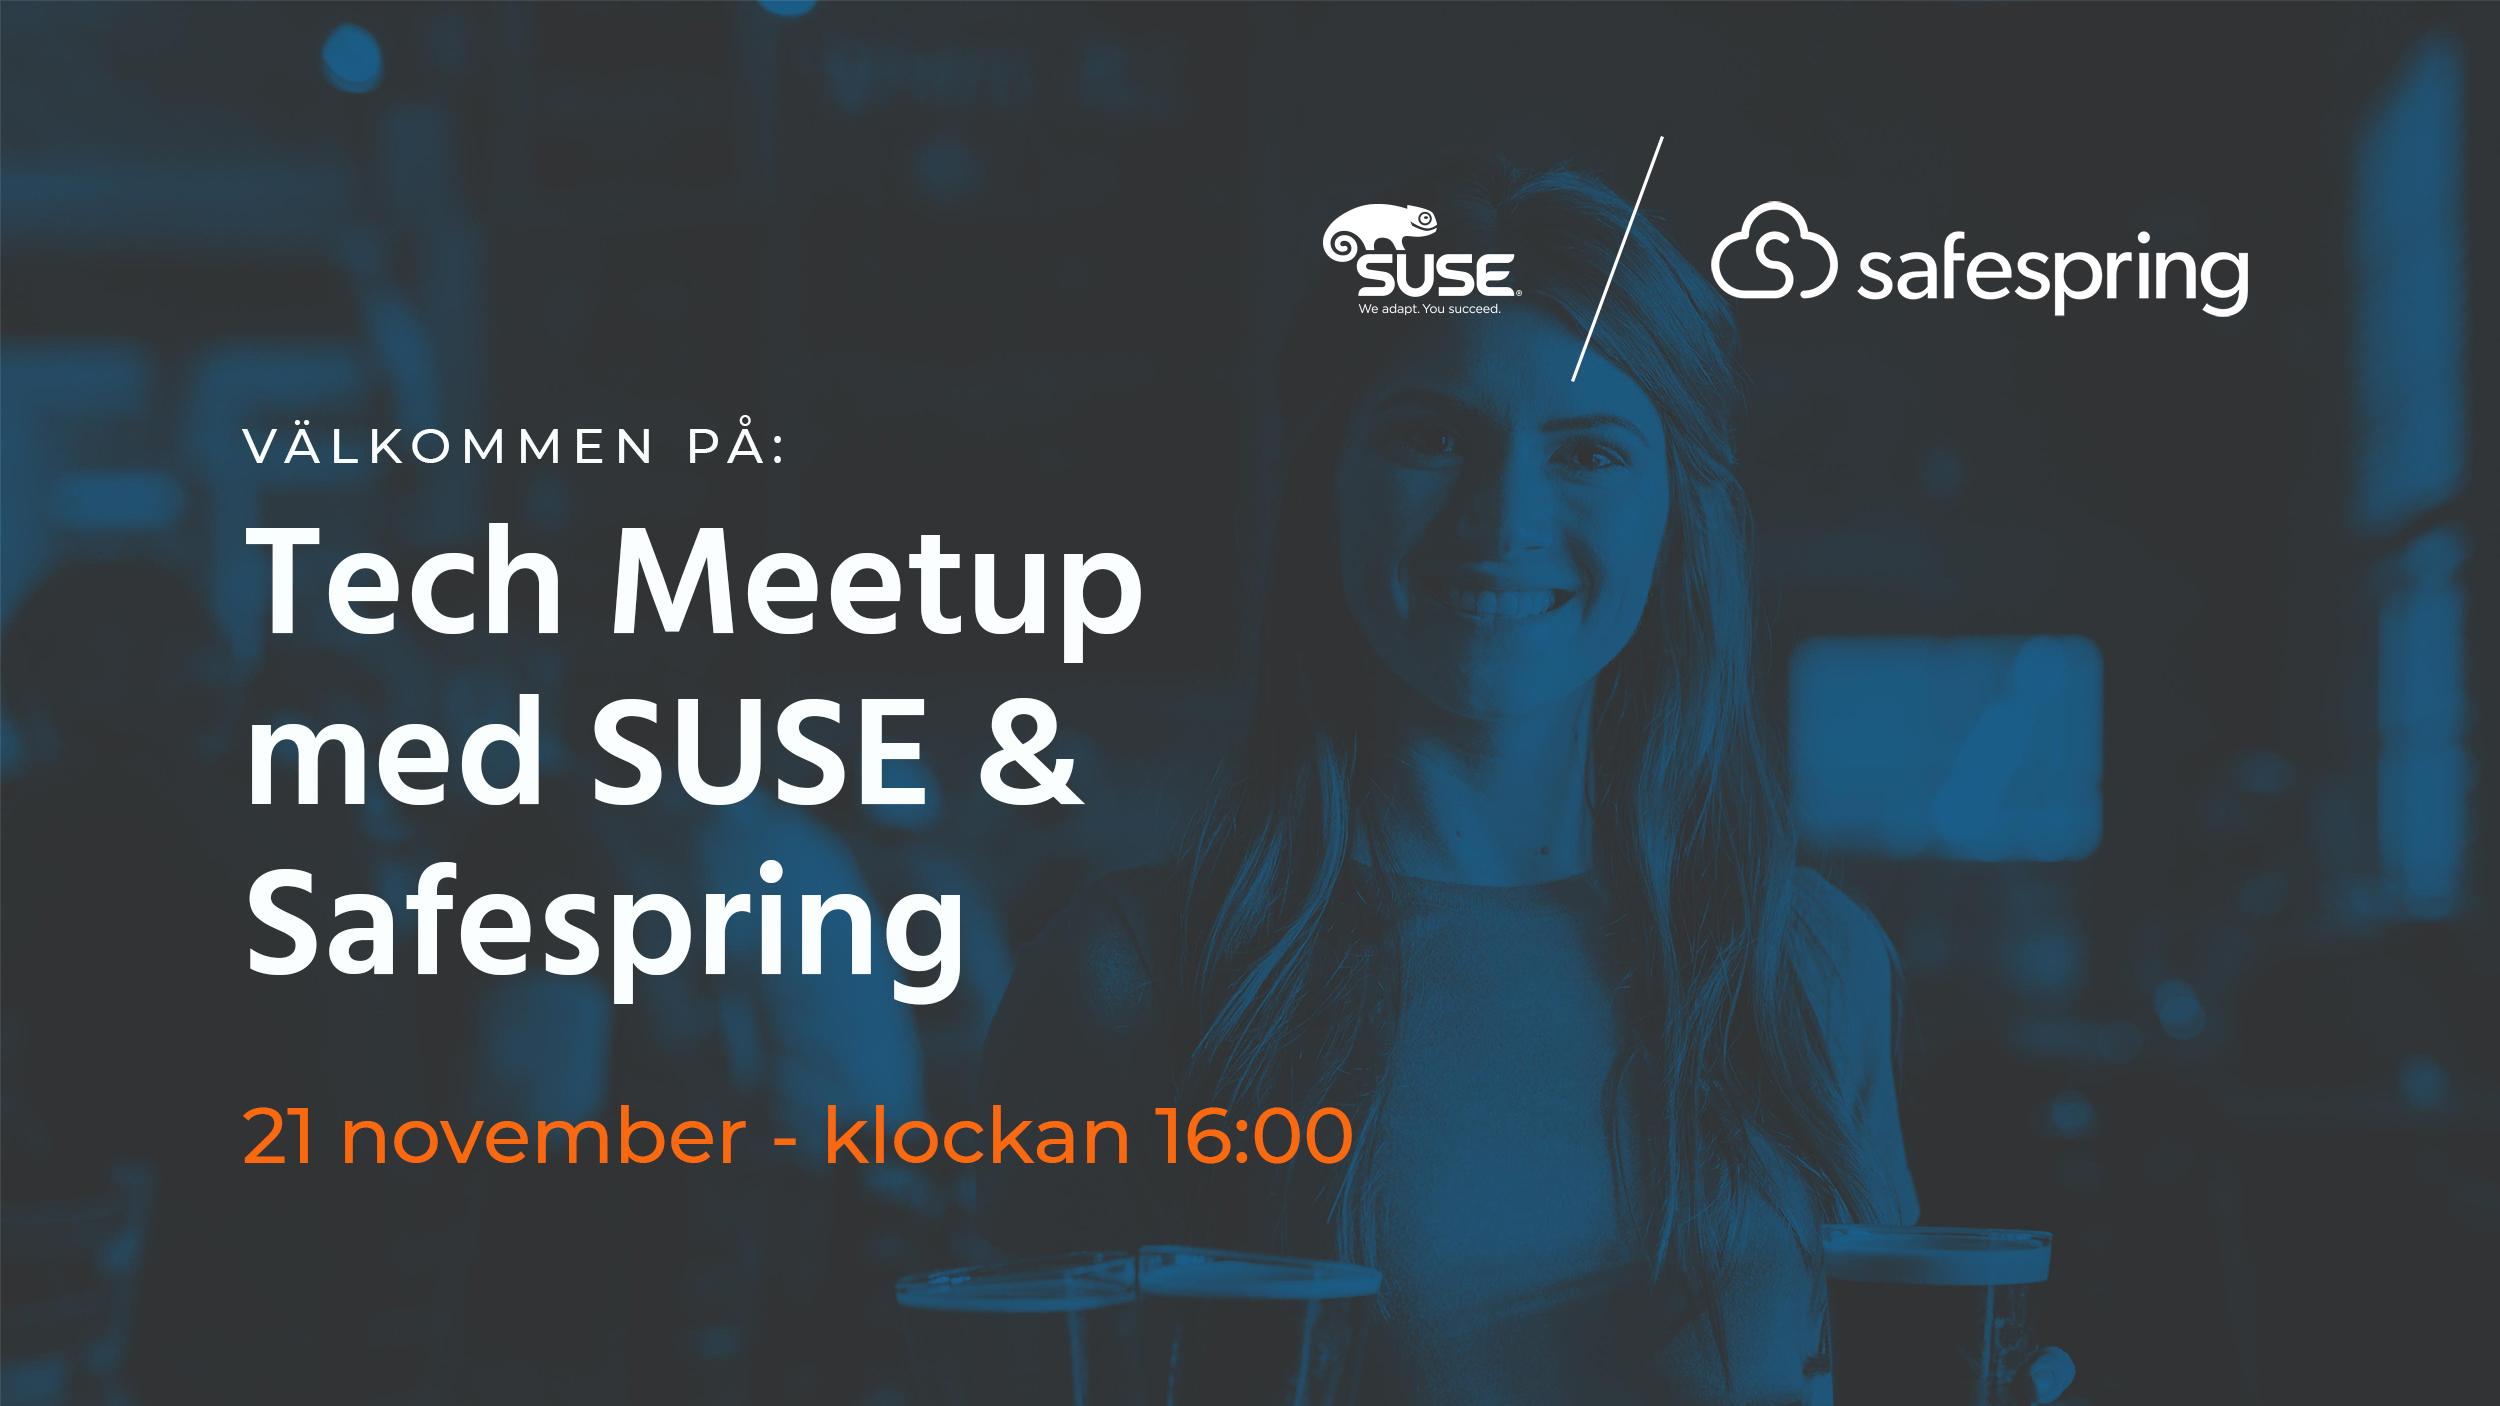 SUSE®
We adapt. You succeed.
safespring
VÄLKOMMEN PÅ:
Tech Meetup
med SUSE &
Safespring
21 november - klockan 16:00